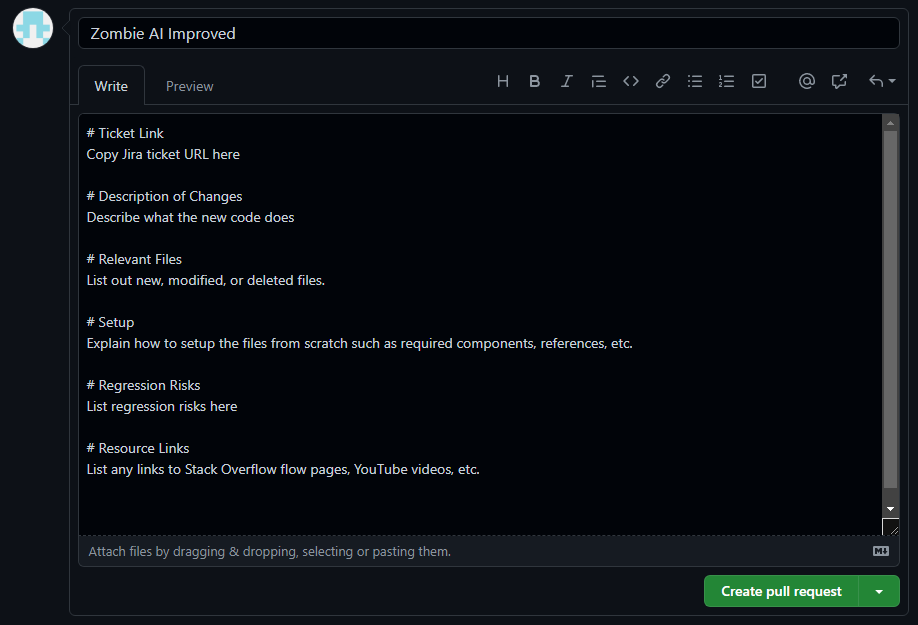 Zombie AI Improved
Write Preview
# Ticket Link
Copy Jira ticket URL here
# Description of Changes
Describe what the new code does
# Relevant Files
List out new, modified, or deleted files.
# Setup
Explain how to setup the files from scratch such as required components, references, etc.
# Regression Risks
List regression risks here
# Resource Links
List any links to Stack Overflow flow pages, YouTube videos, etc.
Attach files by dragging & dropping, selecting or pasting them.
Create pull request